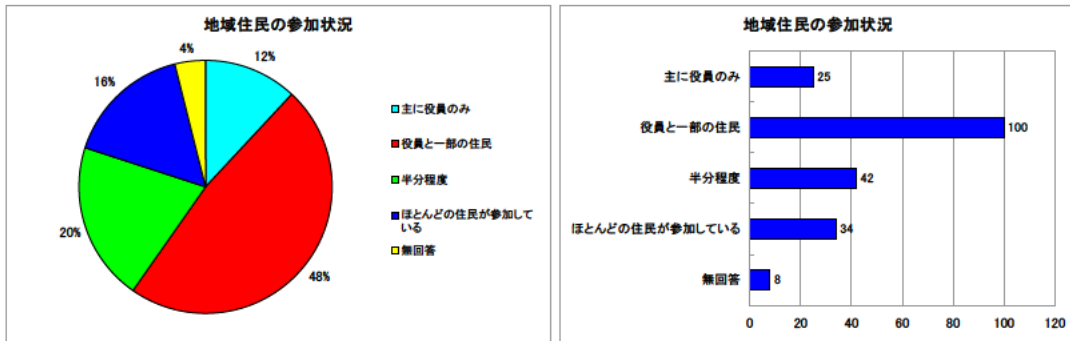 地域住民の参加状況
4%
12%
16%
20%
48%
主に役員のみ
役員と一部の住民
半分程度
ほとんどの住民が参加して
いる
無回答
地域住民の参加状況
主に役員のみ
25
役員と一部の住民
100
半分程度
42
ほとんどの住民が参加している
34
無回答
8
0 20 40 60 80 100 120